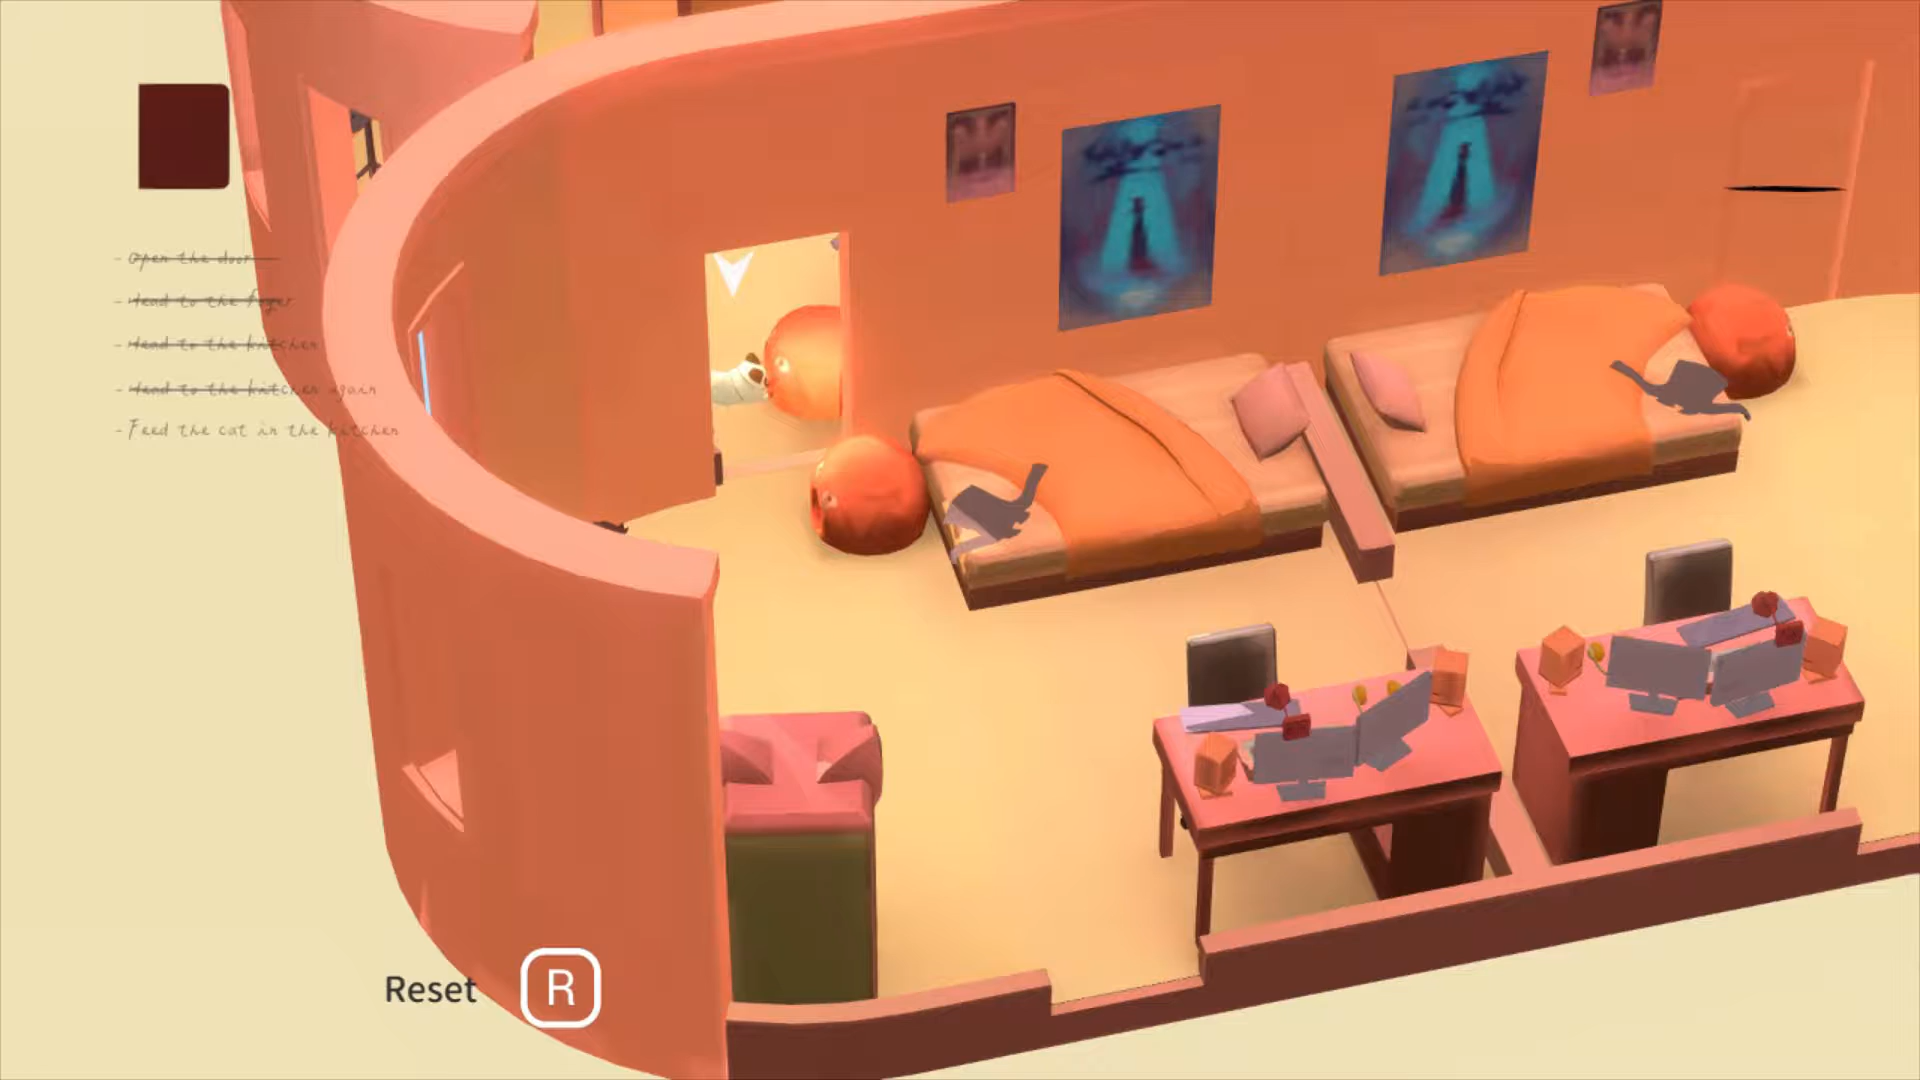 - Open the door
- Head to the foyer
- Head to the kitchen
- Head to the kitchen again
- Feed the cat in the kitchen
Reset R